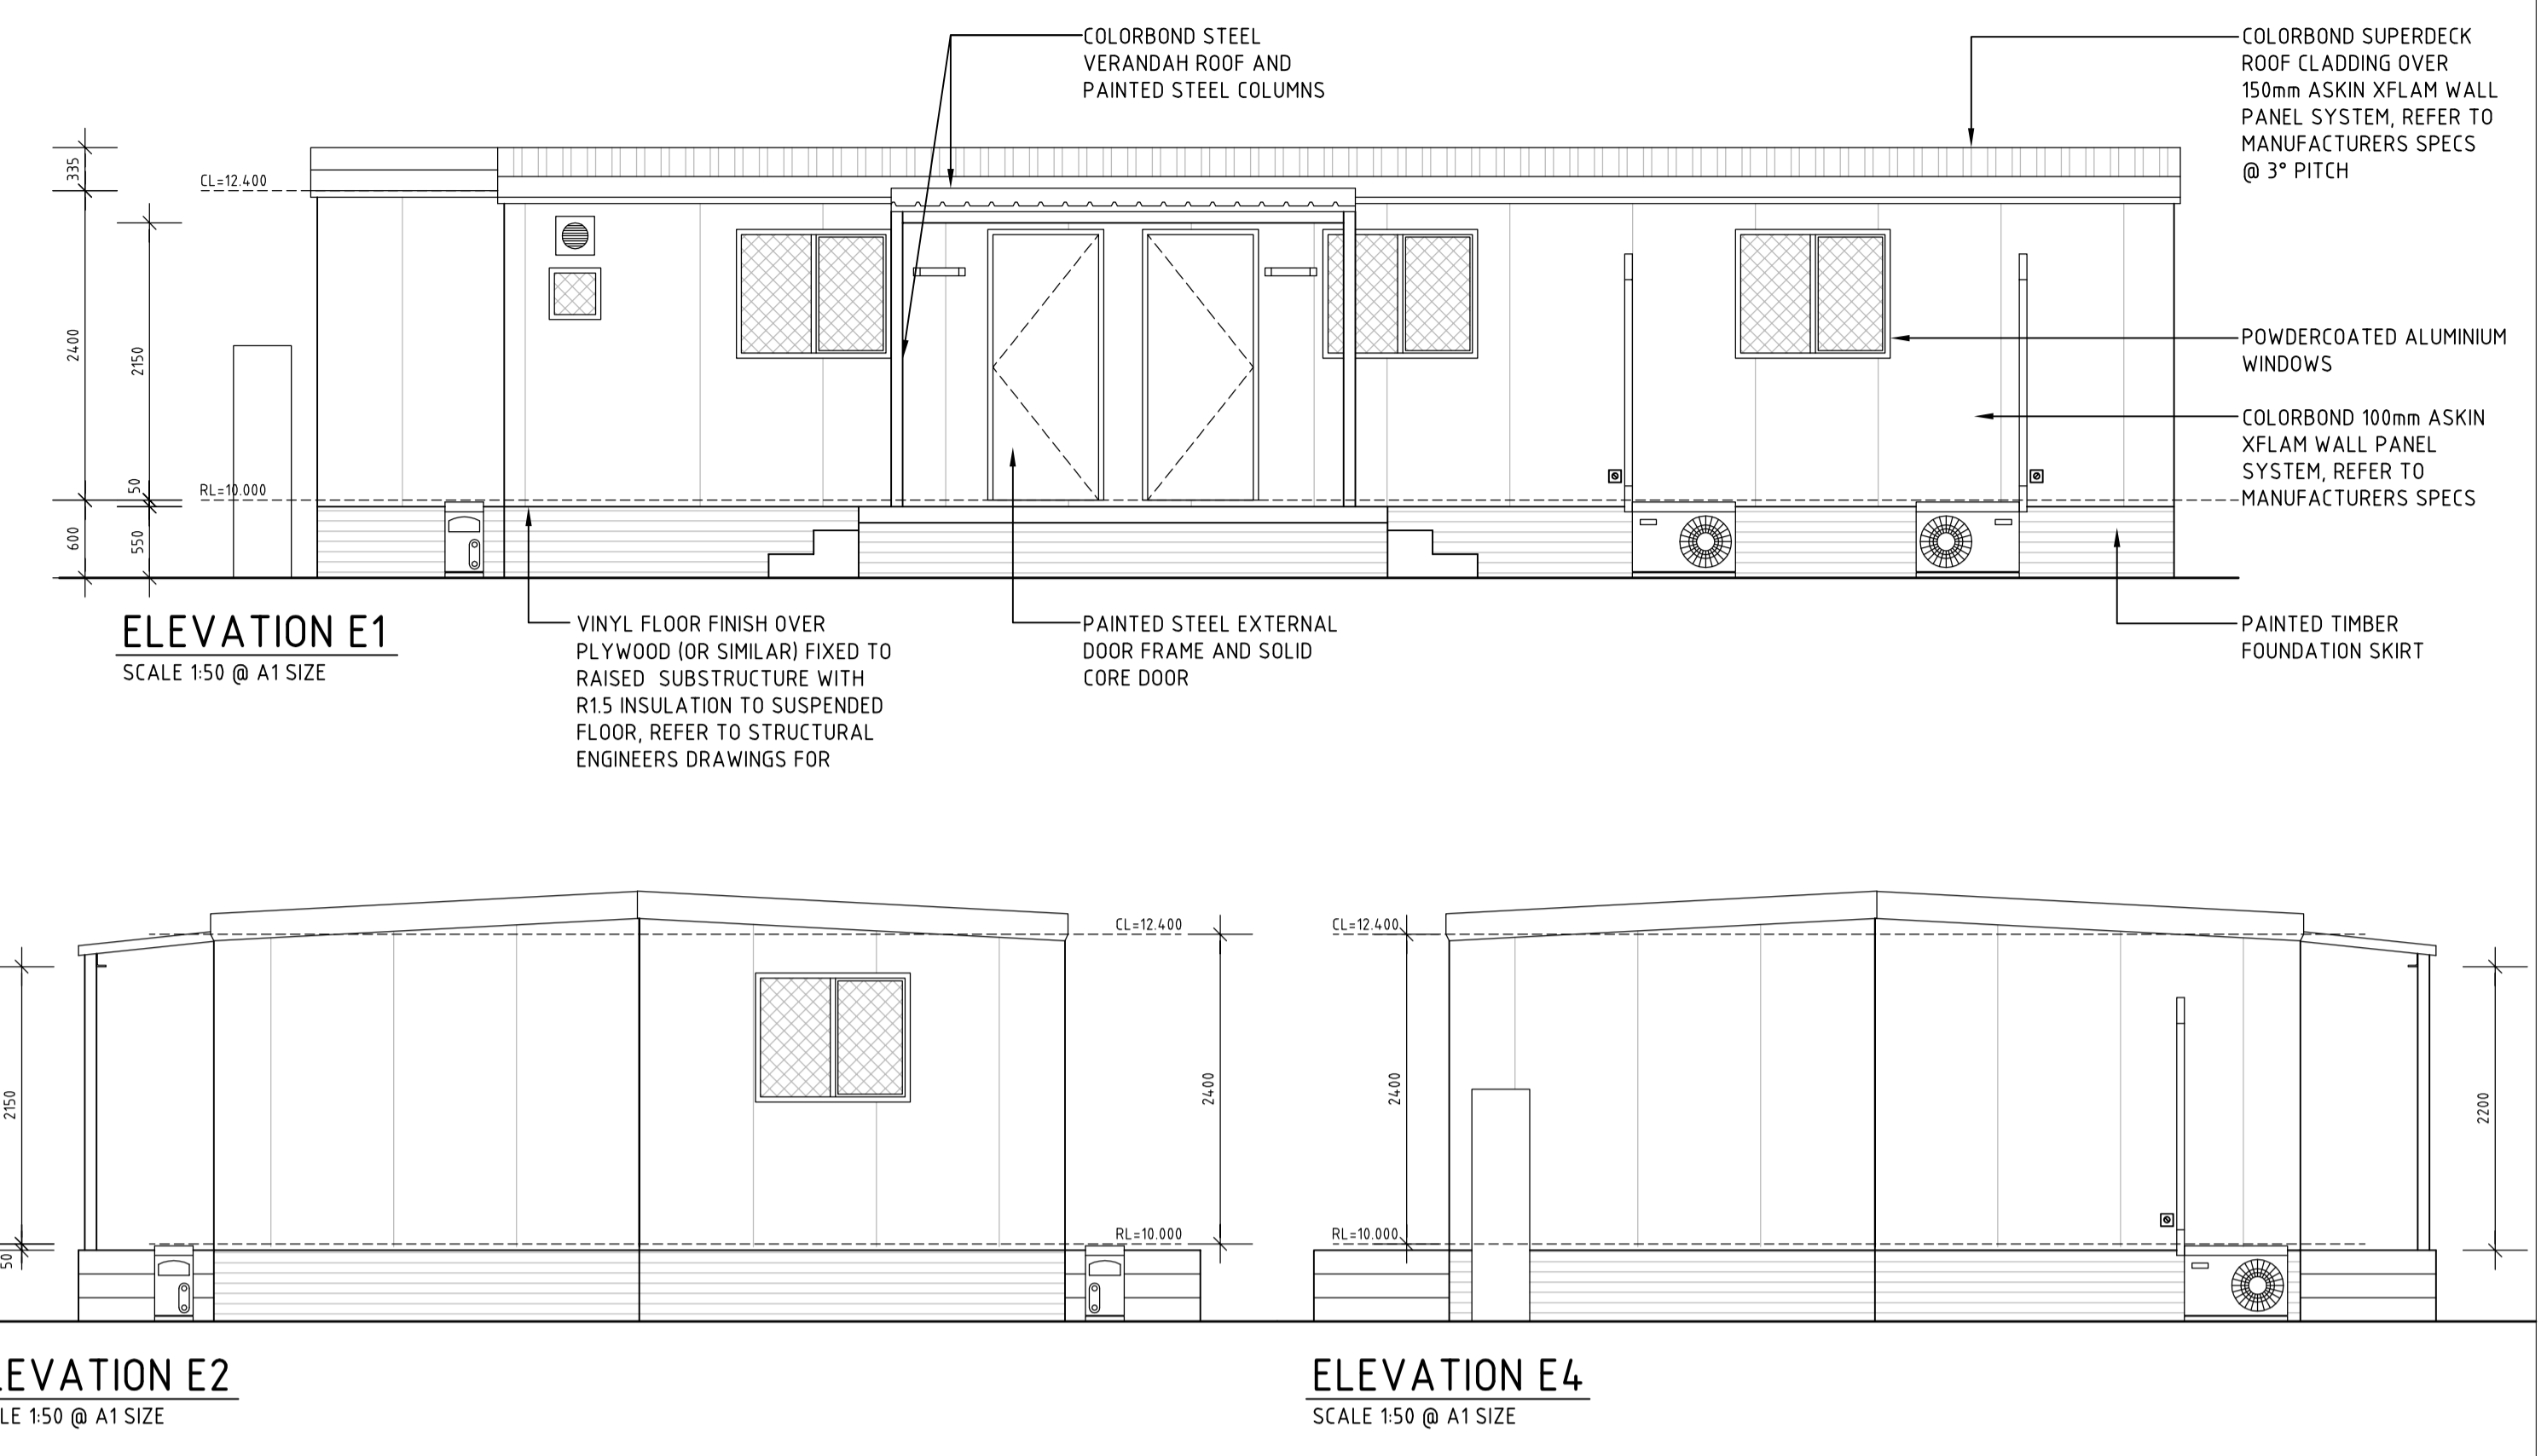 COLORBOND STEEL
VERANDAH ROOF AND
PAINTED STEEL COLUMNS
COLORBOND SUPERDECK
ROOF CLADDING OVER
150mm ASKIN XFLAM WALL
PANEL SYSTEM, REFER TO
MANUFACTURERS SPECS
@ 3° PITCH
335
CL=12.400
2400
2150
POWDERCOATED ALUMINIUM
WINDOWS
COLORBOND 100mm ASKIN
XFLAM WALL PANEL
SYSTEM, REFER TO
MANUFACTURERS SPECS
50
RL=10.000
600
550
ELEVATION E1
SCALE 1:50 @ A1 SIZE
VINYL FLOOR FINISH OVER
PLYWOOD (OR SIMILAR) FIXED TO
RAISED SUBSTRUCTURE WITH
R1.5 INSULATION TO SUSPENDED
FLOOR, REFER TO STRUCTURAL
ENGINEERS DRAWINGS FOR
PAINTED STEEL EXTERNAL
DOOR FRAME AND SOLID
CORE DOOR
PAINTED TIMBER
FOUNDATION SKIRT
CL=12.400
2150
2400
RL=10.000
50
EVATION E2
LE 1:50 @ A1 SIZE
CL=12.400
2400
2200
RL=10.000
ELEVATION E4
SCALE 1:50 @ A1 SIZE